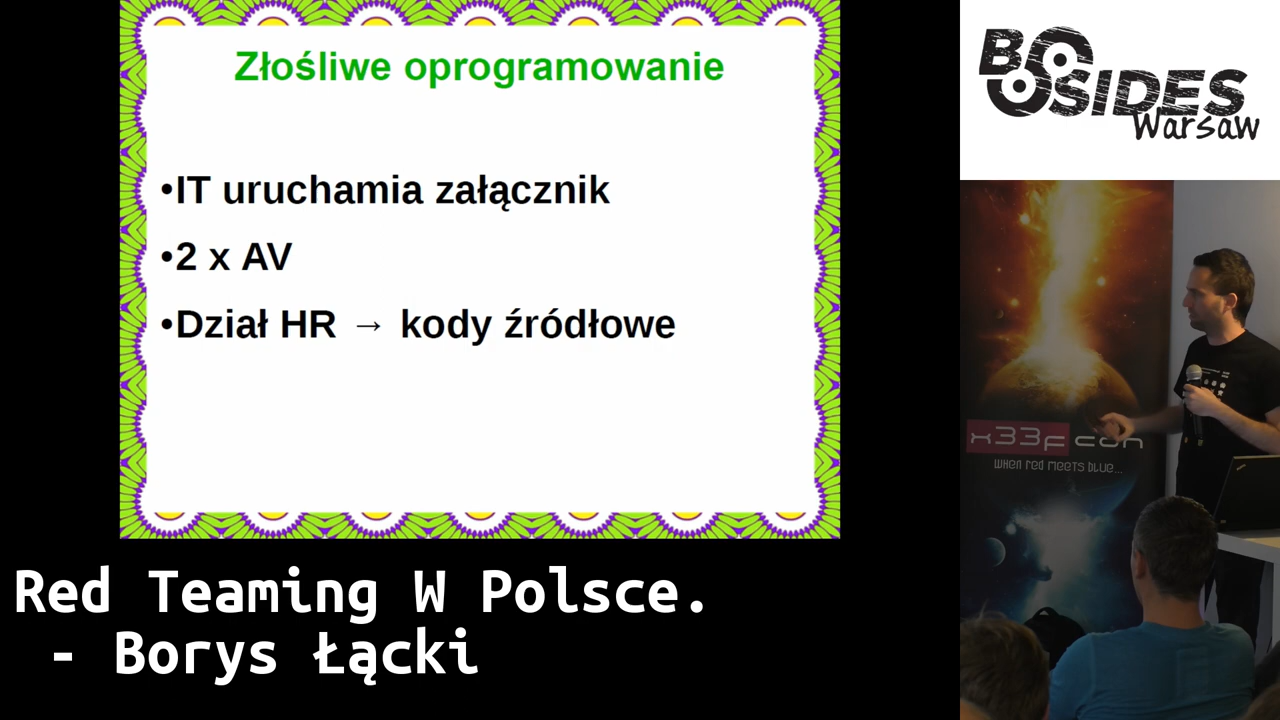 Złośliwe oprogramowanie
•IT uruchamia załącznik
•2 x AV
•Dział HR → kody źródłowe
Red Teaming W Polsce.
- Borys Łącki
BSIDES
Warsaw
x33fcon
when red meets blue...